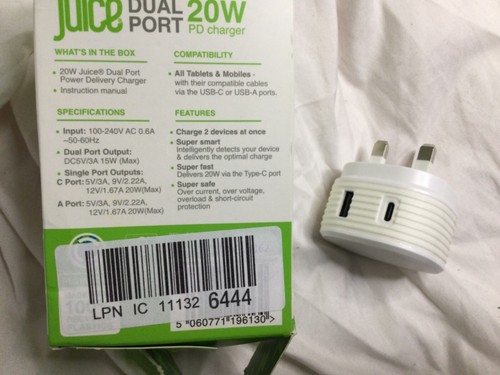 juice DUAL PORT 20W
PD charger
WHAT'S IN THE BOX
• 20W Juice® Dual Port
Power Delivery Charger
• Instruction manual
SPECIFICATIONS
• Input: 100-240V AC 0.6A
~50-60Hz
• Dual Port Output:
DC5V/3A 15W (Max)
• Single Port Outputs:
C Port: 5V/3A, 9V/2.22A,
12V/1.67A 20W(Max)
A Port: 5V/3A, 9V/2.22A,
12V/1.67A 20W(Max)
COMPATIBILITY
• All Tablets & Mobiles -
with their compatible cables
via the USB-C or USB-A ports.
FEATURES
• Charge 2 devices at once
• Super smart
Intelligently detects your device
& delivers the optimal charge
• Super fast
Delivers 20W via the Type-C port
• Super safe
Over current, over voltage,
overload & short-circuit
protection
LPN IC 11132 6444
5 060771 196130 >